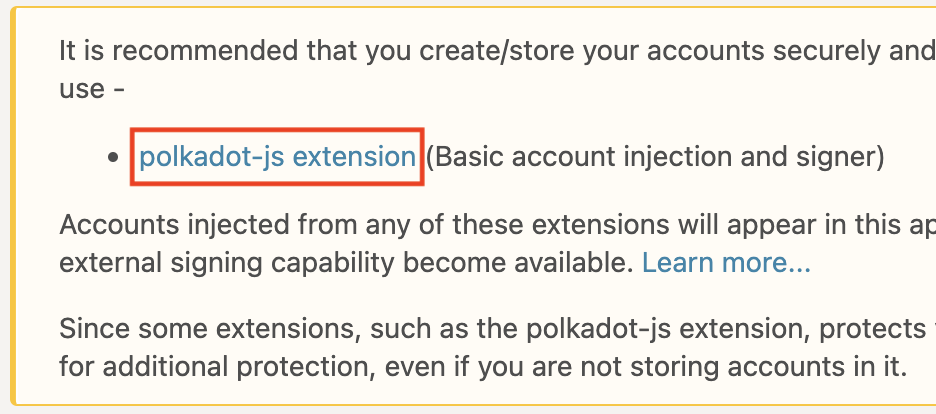 It is recommended that you create/store your accounts securely and
use -
• polkadot-js extension (Basic account injection and signer)
Accounts injected from any of these extensions will appear in this ap
external signing capability become available. Learn more...
Since some extensions, such as the polkadot-js extension, protects
for additional protection, even if you are not storing accounts in it.